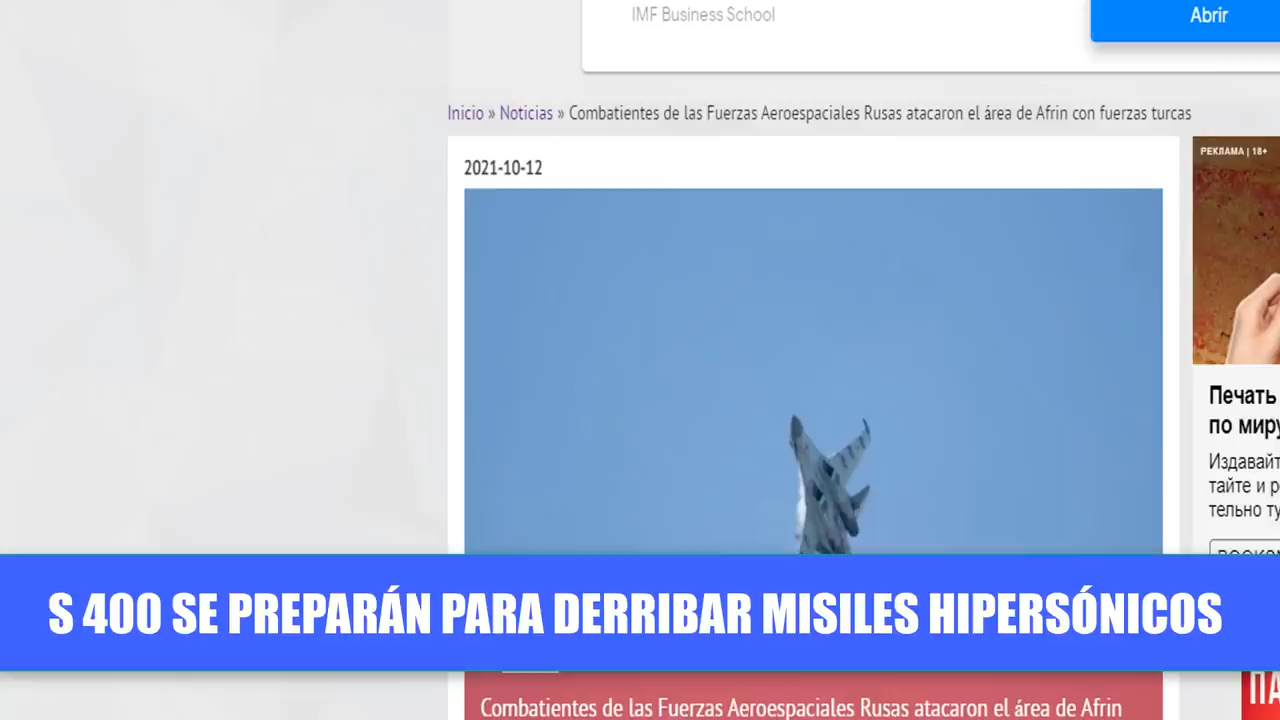 IMF Business School
Abrir
Inicio » Noticias » Combatientes de las Fuerzas Aeroespaciales Rusas atacaron el área de Afrin con fuerzas turcas
2021-10-12
РЕКЛАМА | 18+
Печать
по миру
Издавайт
тайте и р
тельно ту
S 400 SE PREPARÁN PARA DERRIBAR MISILES HIPERSÓNICOS
Combatientes de las Fuerzas Aeroespaciales Rusas atacaron el área de Afrin